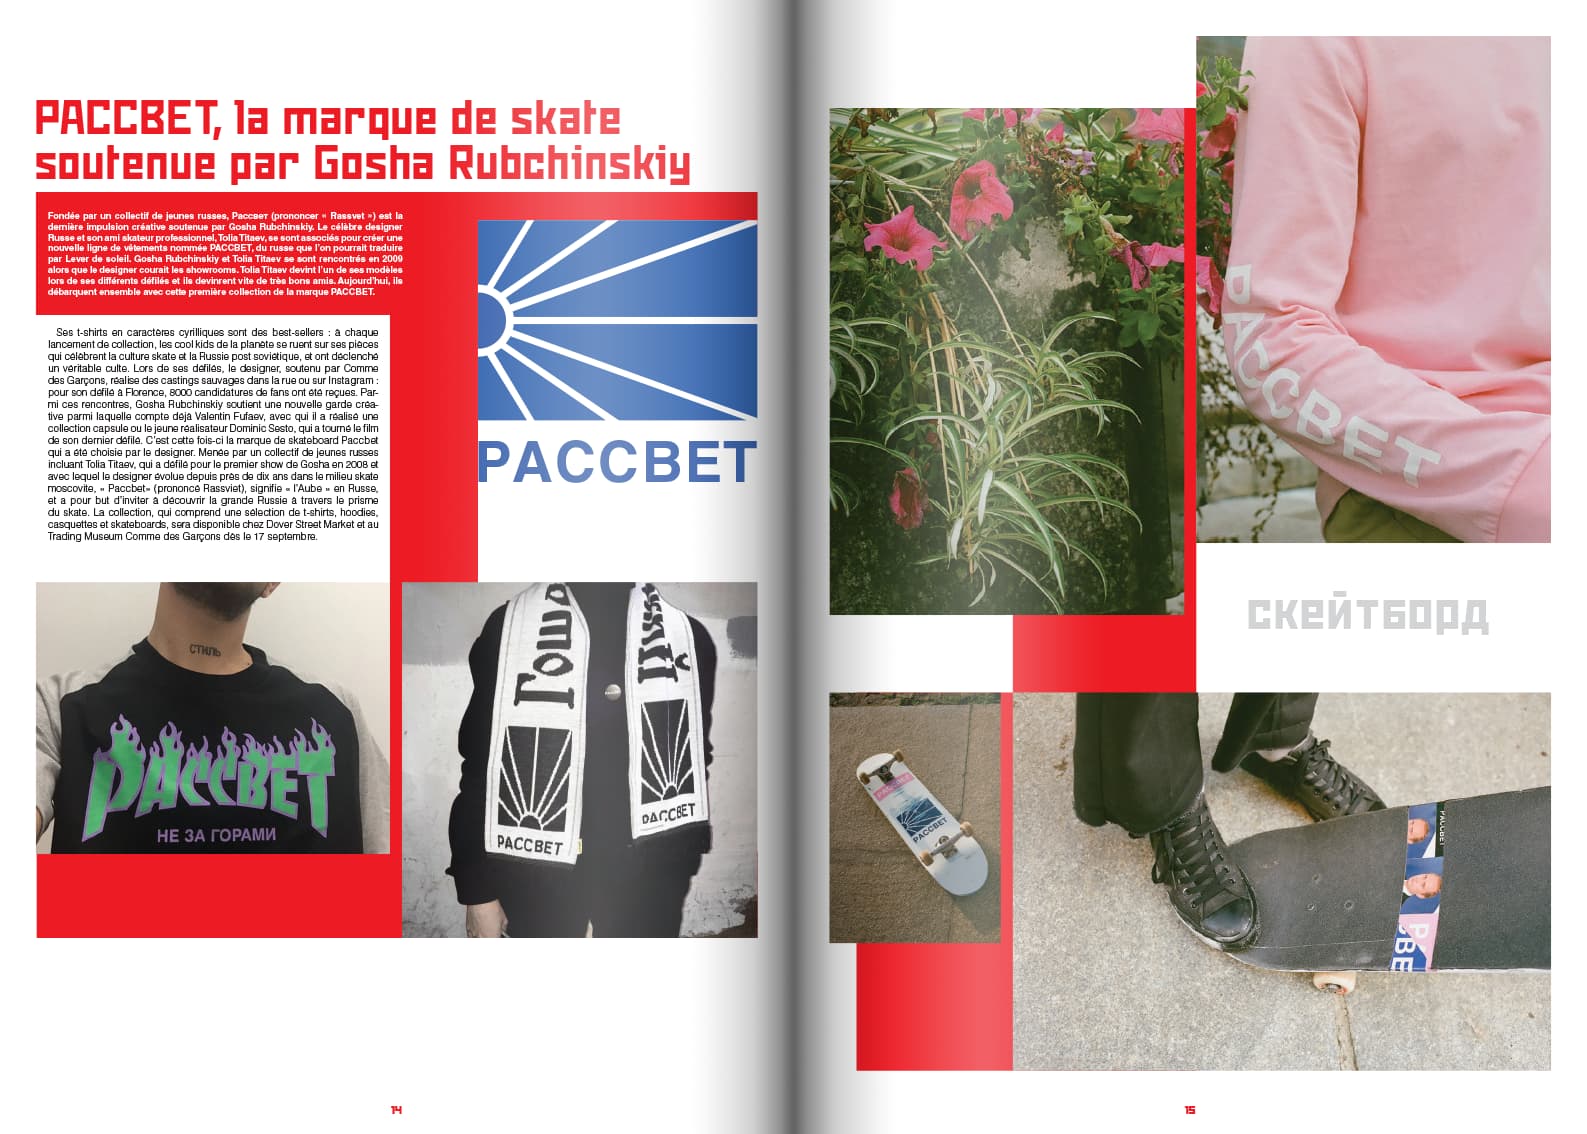 PACCBET, la marque de skate
soutenue par Gosha Rubchinskiy
Fondée par un collectif de jeunes russes, Рассвет (prononcer « Rassvet ») est la
dernière impulsion créative soutenue par Gosha Rubchinskiy. Le célèbre designer
Russe et son ami skateur professionnel, Tolia Titaev, se sont associés pour créer une
nouvelle ligne de vêtements nommée PACCBET, du russe que l'on pourrait traduire
par Lever de soleil. Gosha Rubchinskiy et Tolia Titaev se sont rencontrés en 2009
alors que le designer courait les showrooms. Tolia Titaev devint l'un de ses modèles
lors de ses différents défilés et ils devinrent vite de très bons amis. Aujourd'hui, ils
débarquent ensemble avec cette première collection de la marque PACCBET.
Ses t-shirts en caractères cyrilliques sont des best-sellers : à chaque
lancement de collection, les cool kids de la planète se ruent sur ses pièces
qui célèbrent la culture skate et la Russie post soviétique, et ont déclenché
un véritable culte. Lors de ses défilés, le designer, soutenu par Comme
des Garçons, réalise des castings sauvages dans la rue ou sur Instagram :
pour son défilé à Florence, 8000 candidatures de fans ont été reçues. Par-
mi ces rencontres, Gosha Rubchinskiy soutient une nouvelle garde créa-
tive parmi laquelle compte déjà Valentin Fufaev, avec qui il a réalisé une
collection capsule ou le jeune réalisateur Dominic Sesto, qui a tourné le film
de son dernier défilé. C'est cette fois-ci la marque de skateboard Paccbet
qui a été choisie par le designer. Menée par un collectif de jeunes russes
incluant Tolia Titaev, qui a défilé pour le premier show de Gosha en 2008 et
avec lequel le designer évolue depuis près de dix ans dans le milieu skate
moscovite, « Paccbet» (prononcé Rassviet), signifie « l'Aube » en Russe,
et a pour but d'inviter à découvrir la grande Russie à travers le prisme
du skate. La collection, qui comprend une sélection de t-shirts, hoodies,
casquettes et skateboards, sera disponible chez Dover Street Market et au
Trading Museum Comme des Garçons dès le 17 septembre.
РАССВЕТ
СТИЛЬ
РАССВЕТ
НЕ ЗА ГОРАМИ
Гоша
РАССВЕТ
РАССВЕТ
14
РАССВЕТ
скейтборд
РАССВЕТ
РАССВЕТ
РАССВЕТ
15